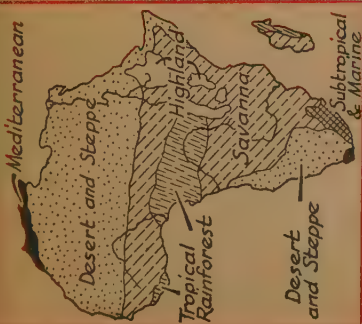 Mediterranean
Desert and Steppe
Highland
Savanna
Tropical
Rainforest
Desert
and Steppe
Subtropical
& Marine